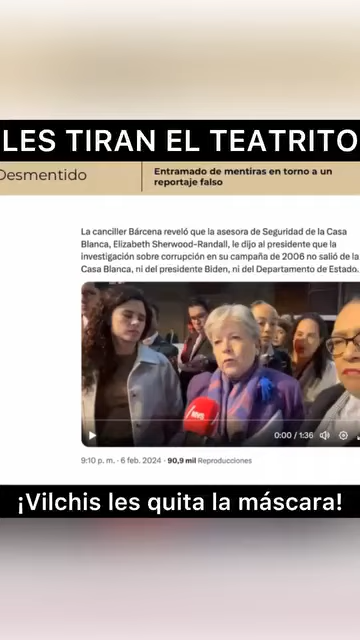 LES TIRAN EL TEATRITO
Desmentido
Entramado de mentiras en torno a un
reportaje falso
La canciller Bárcena reveló que la asesora de Seguridad de la Casa
Blanca, Elizabeth Sherwood-Randall, le dijo al presidente que la
investigación sobre corrupción en su campaña de 2006 no salió de la
Casa Blanca, ni del presidente Biden, ni del Departamento de Estado.
MVS
0:00 / 1:36
9:10 p. m. · 6 feb. 2024 · 90,9 mil Reproducciones
¡Vilchis les quita la máscara!